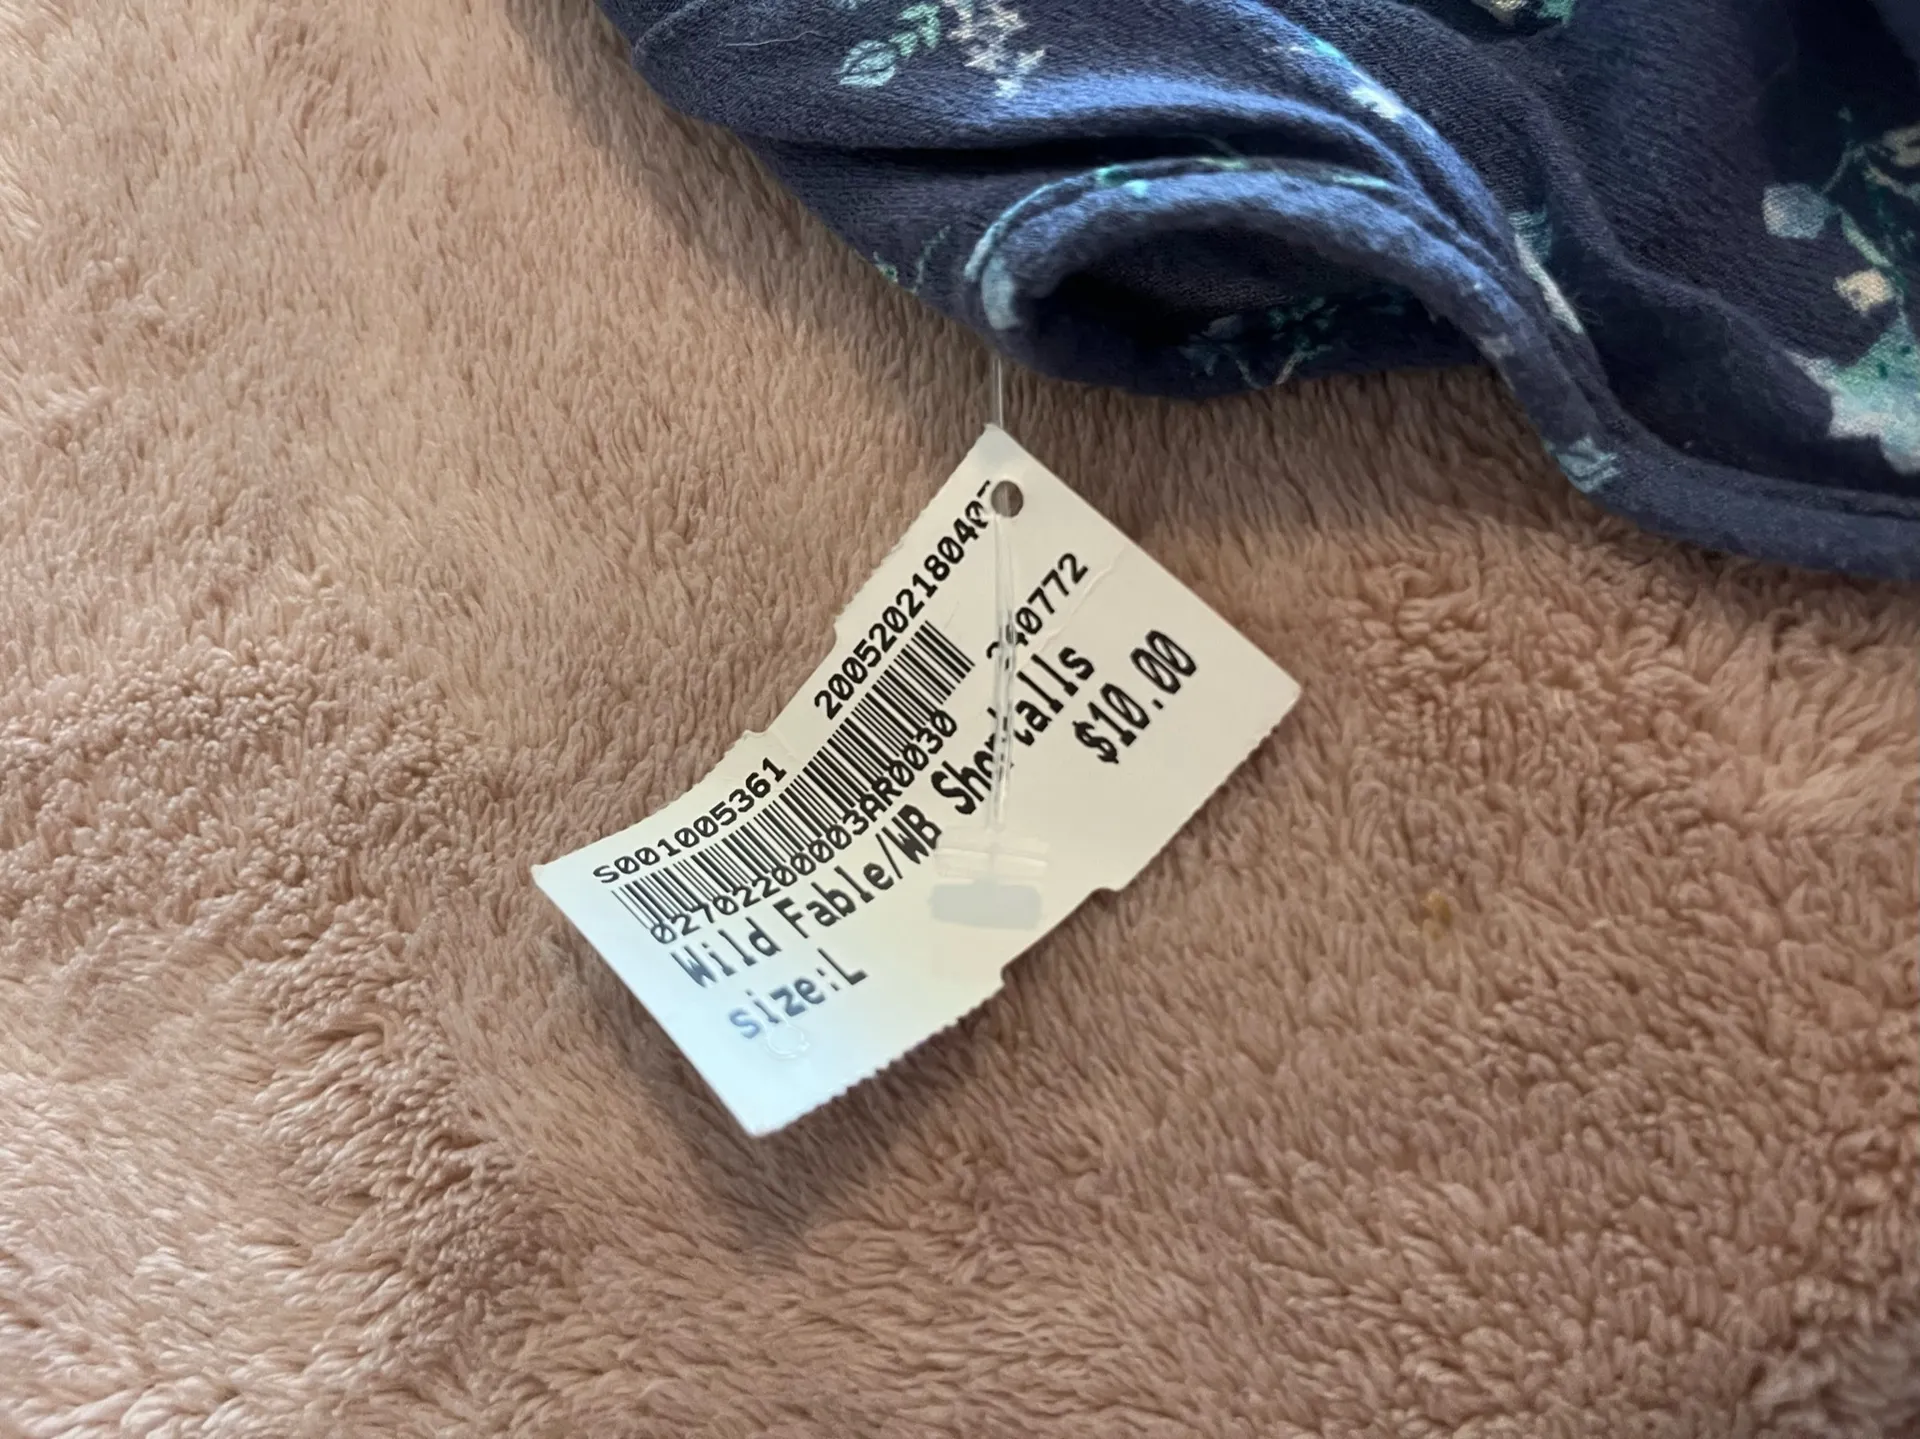 S001005361 20052021804
0270220000003AR0030 240772
Wild Fable/WB Shortalls
size:L $10.00